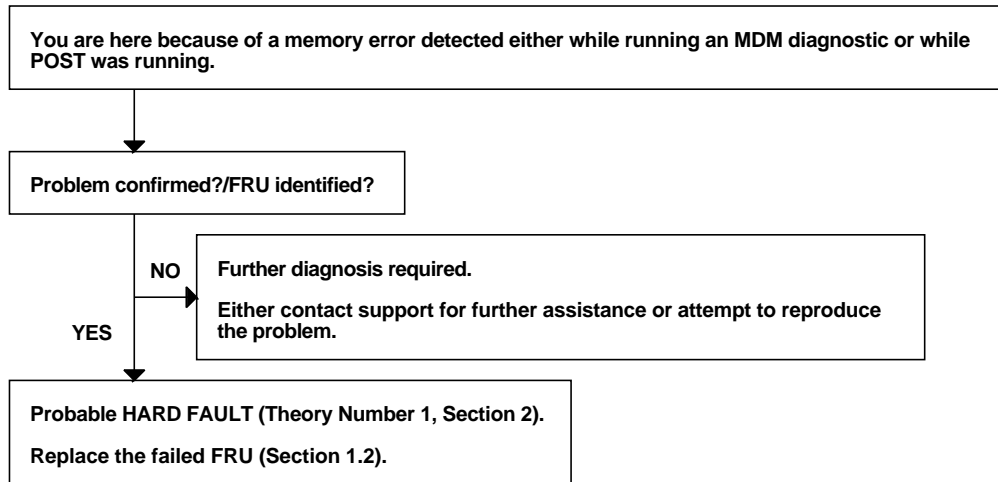 You are here because of a memory error detected either while running an MDM diagnostic or while
POST was running.
Problem confirmed?/FRU identified?
NO
Further diagnosis required.
Either contact support for further assistance or attempt to reproduce
the problem.
YES
Probable HARD FAULT (Theory Number 1, Section 2).
Replace the failed FRU (Section 1.2).